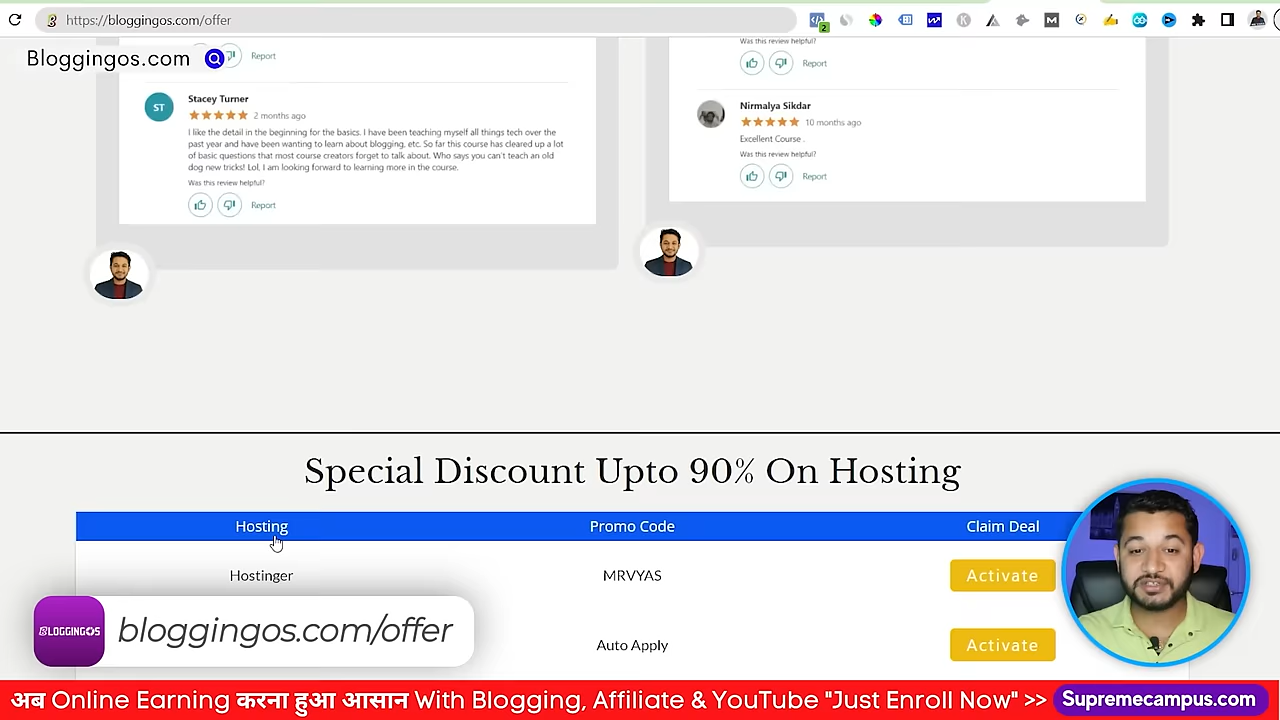 https://bloggingos.com/offer
2
Bloggingos.com
Report
Was this review helpful?
Report
ST
Stacey Turner
2 months ago
I like the detail in the beginning for the basics. I have been teaching myself all things tech over the
past year and have been wanting to learn about blogging, etc. So far this course has cleared up a lot
of basic questions that most course creators forget to talk about. Who says you can't teach an old
dog new tricks! Lol, I am looking forward to learning more in the course.
Was this review helpful?
Report
Nirmalya Sikdar
10 months ago
Excellent Course .
Was this review helpful?
Report
Special Discount Upto 90% On Hosting
Hosting Promo Code Claim Deal
Hostinger MRVYAS Activate
Auto Apply Activate
BLOGGINGOS
bloggingos.com/offer
अब Online Earning करना हुआ आसान With Blogging, Affiliate & YouTube "Just Enroll Now" >> Supremecampus.com